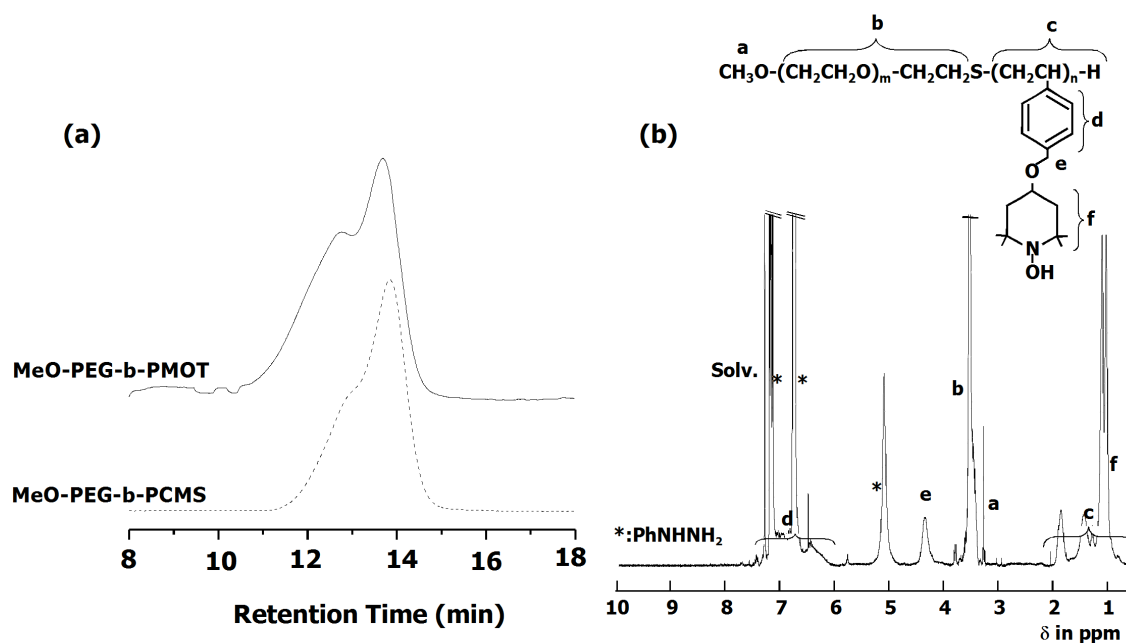 (a)
MeO-PEG-b-PMOT
MeO-PEG-b-PCMS
8 10 12 14 16 18
Retention Time (min)
(b)
a b c
CH₃O-(CH₂CH₂O)ₘ-CH₂CH₂S-(CH₂CH)ₙ-H
d
e
O
f
N
OH
Solv.
* *
b
* e a f
d c
*:PhNHNH₂
10 9 8 7 6 5 4 3 2 1
δ in ppm